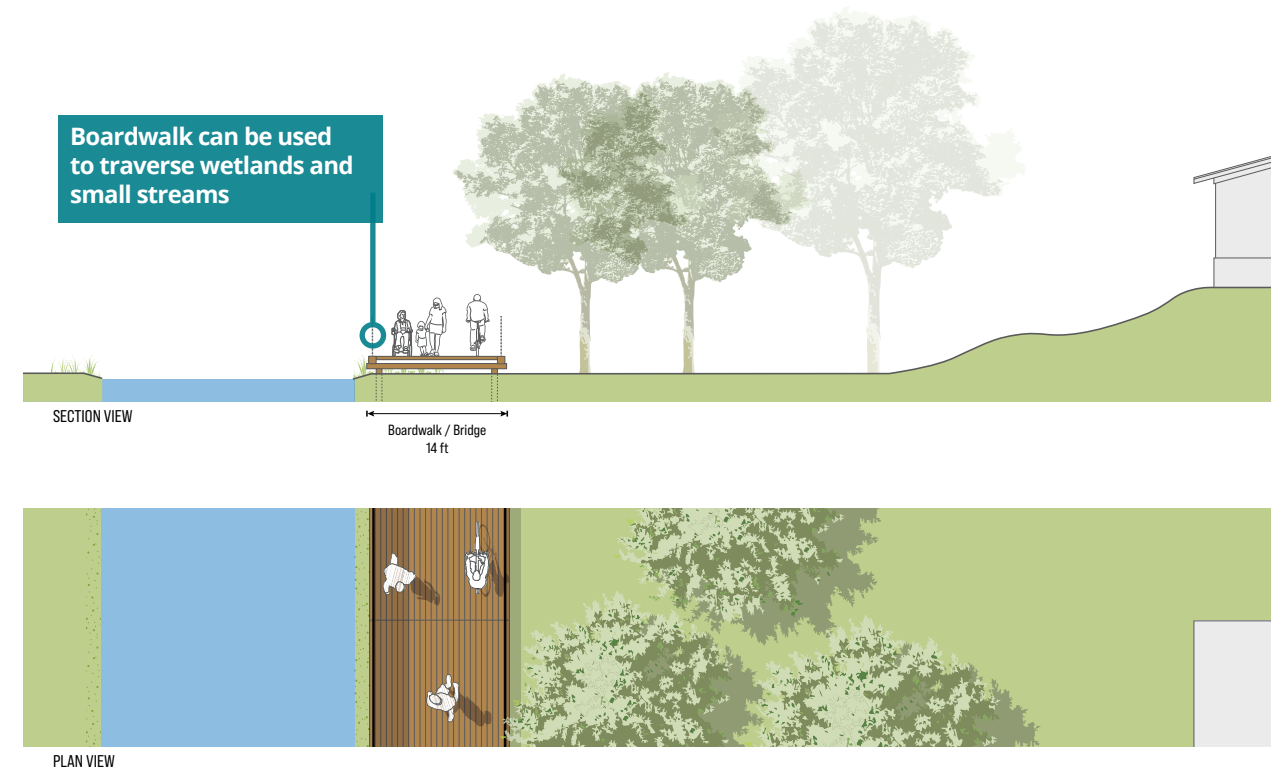 Boardwalk can be used
to traverse wetlands and
small streams
SECTION VIEW
Boardwalk / Bridge
14 ft
PLAN VIEW